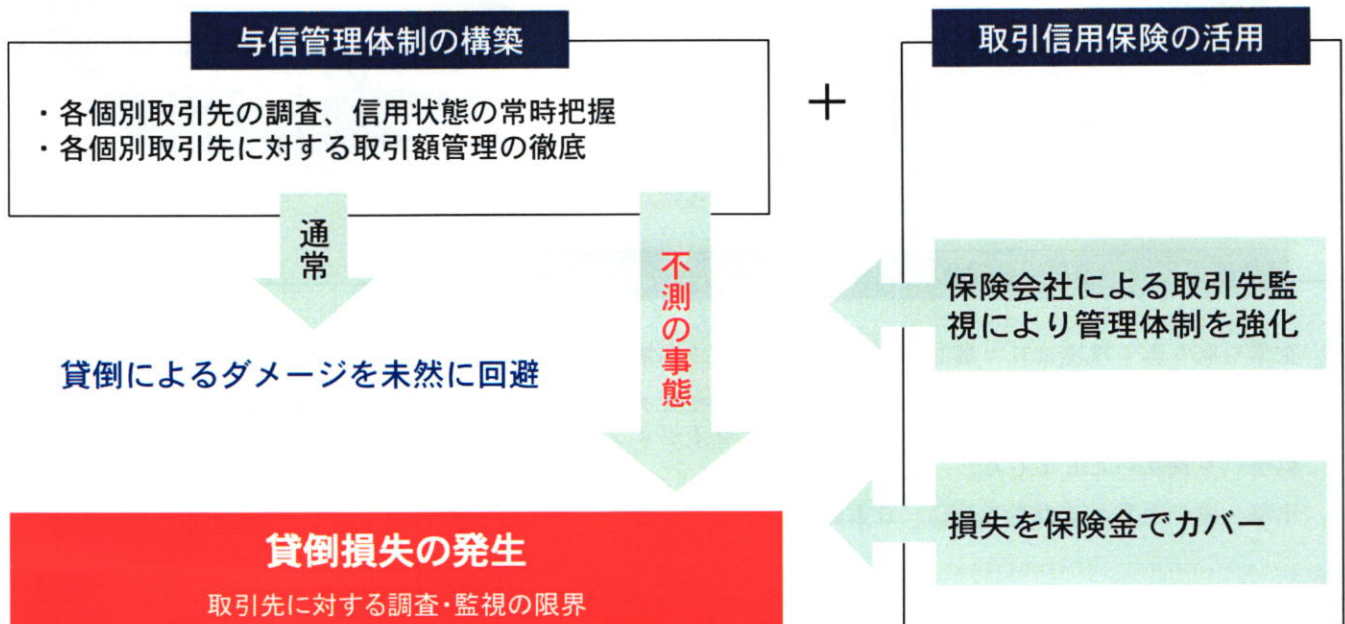 与信管理体制の構築
・各個別取引先の調査、信用状態の常時把握
・各個別取引先に対する取引額管理の徹底
通常
不測の事態
貸倒によるダメージを未然に回避
貸倒損失の発生
取引先に対する調査・監視の限界
＋
取引信用保険の活用
保険会社による取引先監
視により管理体制を強化
損失を保険金でカバー